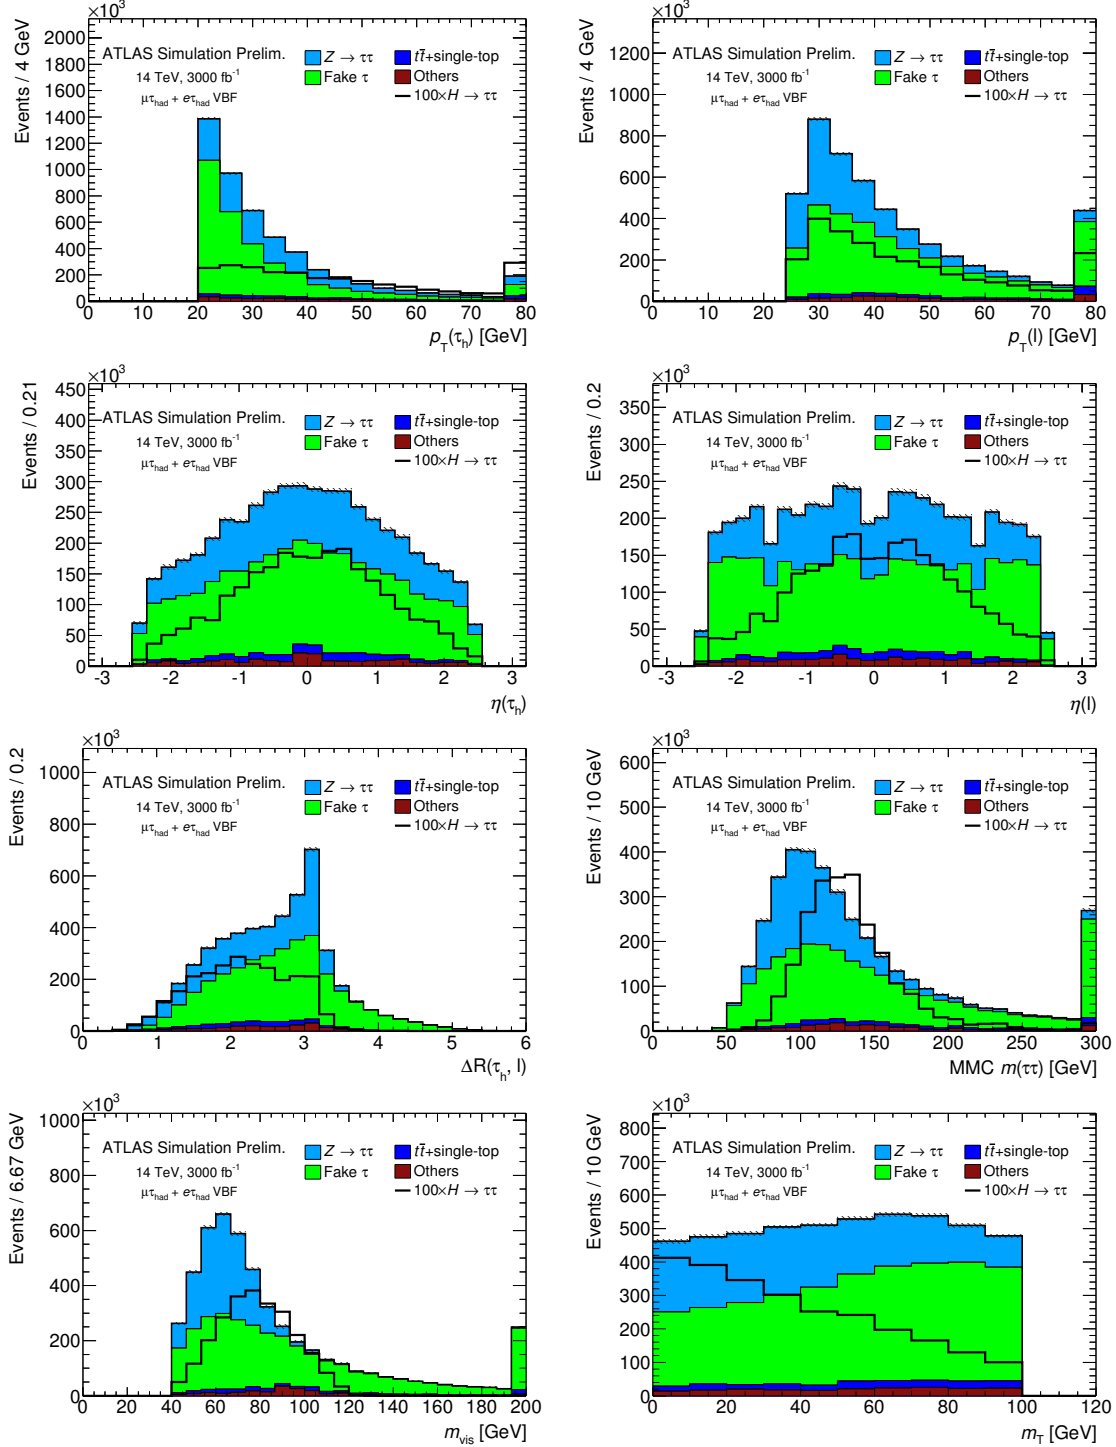 ×10³
Events / 4 GeV
2000
1800
1600
1400
1200
1000
800
600
400
200
0
ATLAS Simulation Prelim.
14 TeV, 3000 fb⁻¹
μτhad + eτhad VBF
Z → ττ
Fake τ
tt̄+single-top
Others
100×H → ττ
0 10 20 30 40 50 60 70 80
pT(τh) [GeV]
×10³
Events / 4 GeV
1200
1000
800
600
400
200
0
ATLAS Simulation Prelim.
14 TeV, 3000 fb⁻¹
μτhad + eτhad VBF
Z → ττ
Fake τ
tt̄+single-top
Others
100×H → ττ
0 10 20 30 40 50 60 70 80
pT(l) [GeV]
×10³
Events / 0.21
450
400
350
300
250
200
150
100
50
0
ATLAS Simulation Prelim.
14 TeV, 3000 fb⁻¹
μτhad + eτhad VBF
Z → ττ
Fake τ
tt̄+single-top
Others
100×H → ττ
-3 -2 -1 0 1 2 3
η(τh)
×10³
Events / 0.2
350
300
250
200
150
100
50
0
ATLAS Simulation Prelim.
14 TeV, 3000 fb⁻¹
μτhad + eτhad VBF
Z → ττ
Fake τ
tt̄+single-top
Others
100×H → ττ
-3 -2 -1 0 1 2 3
η(l)
×10³
Events / 0.2
1000
800
600
400
200
0
ATLAS Simulation Prelim.
14 TeV, 3000 fb⁻¹
μτhad + eτhad VBF
Z → ττ
Fake τ
tt̄+single-top
Others
100×H → ττ
0 1 2 3 4 5 6
ΔR(τh, l)
×10³
Events / 10 GeV
600
500
400
300
200
100
0
ATLAS Simulation Prelim.
14 TeV, 3000 fb⁻¹
μτhad + eτhad VBF
Z → ττ
Fake τ
tt̄+single-top
Others
100×H → ττ
0 50 100 150 200 250 300
MMC m(ττ) [GeV]
×10³
Events / 6.67 GeV
1000
800
600
400
200
0
ATLAS Simulation Prelim.
14 TeV, 3000 fb⁻¹
μτhad + eτhad VBF
Z → ττ
Fake τ
tt̄+single-top
Others
100×H → ττ
0 20 40 60 80 100 120 140 160 180 200
mvis [GeV]
×10³
Events / 10 GeV
800
700
600
500
400
300
200
100
0
ATLAS Simulation Prelim.
14 TeV, 3000 fb⁻¹
μτhad + eτhad VBF
Z → ττ
Fake τ
tt̄+single-top
Others
100×H → ττ
0 20 40 60 80 100 120
mT [GeV]